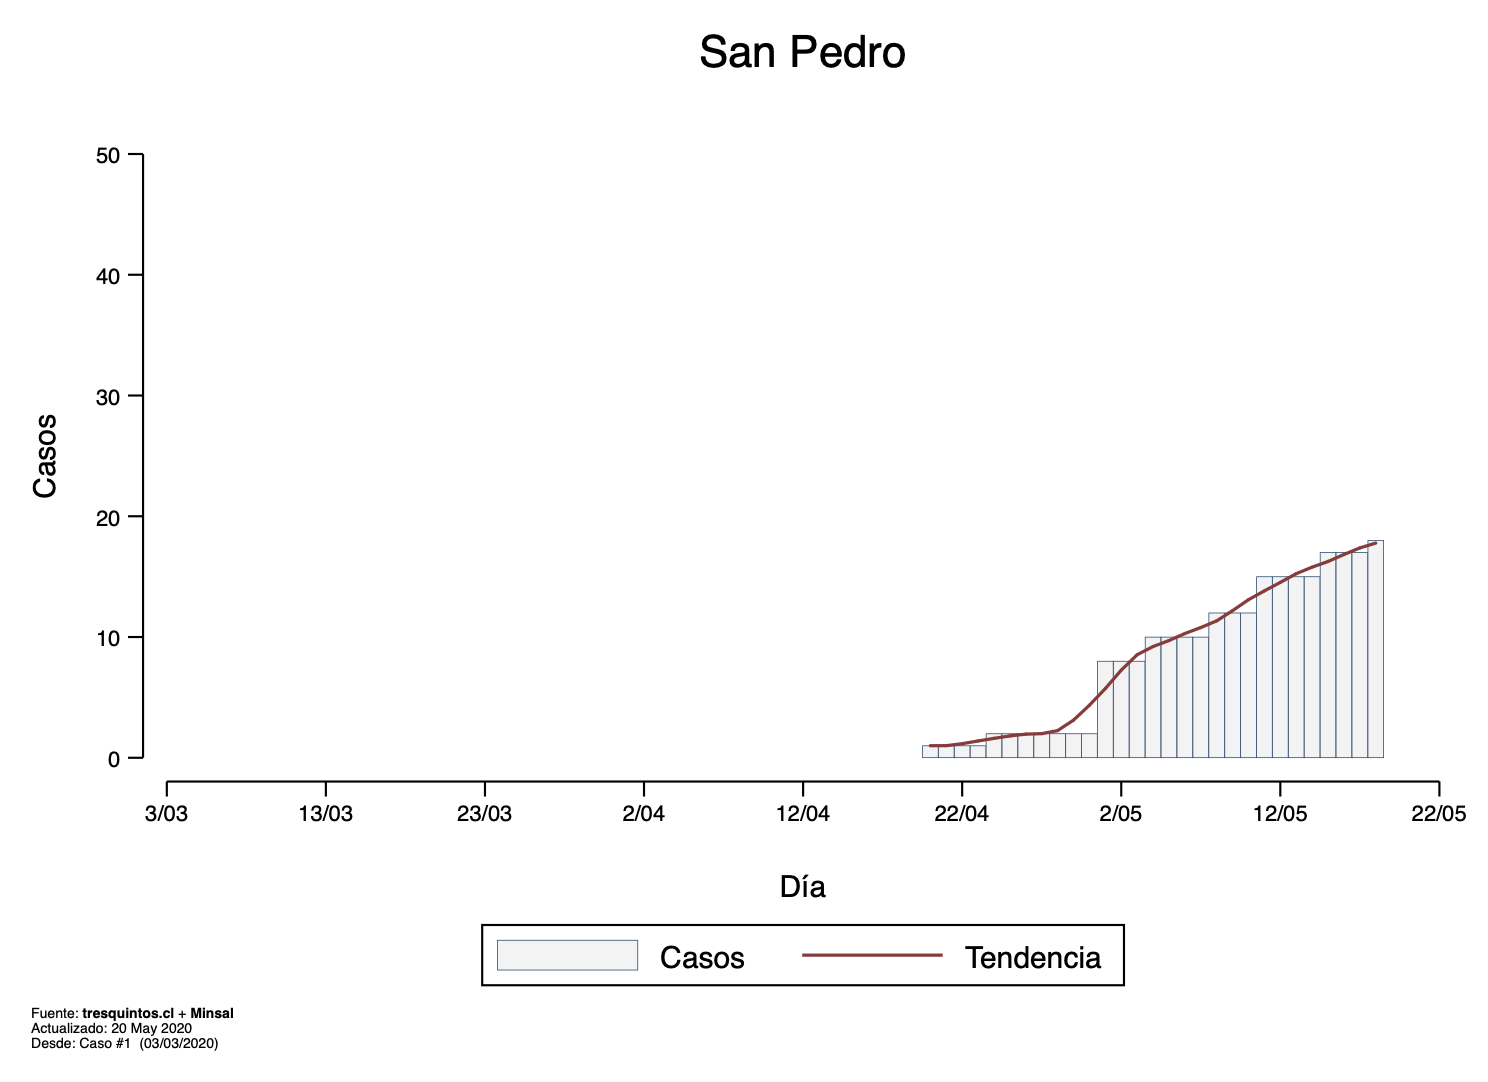 San Pedro
50
40
30
20
10
0
Casos
3/03 13/03 23/03 2/04 12/04 22/04 2/05 12/05 22/05
Día
Casos Tendencia
Fuente: tresquintos.cl + Minsal
Actualizado: 20 May 2020
Desde: Caso #1 (03/03/2020)